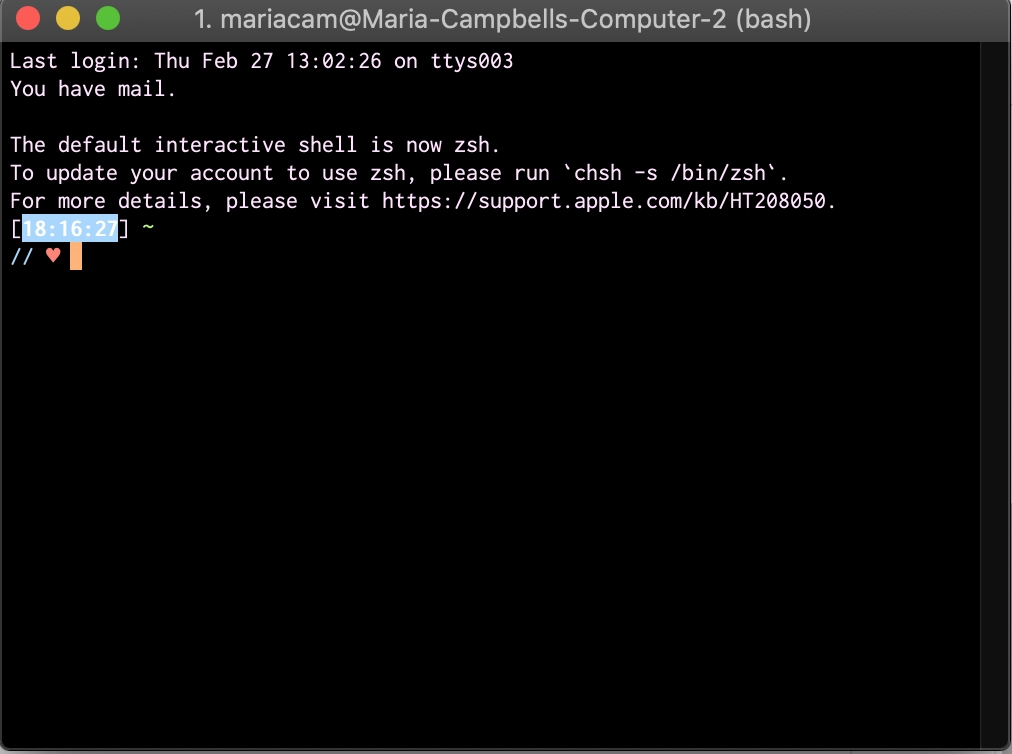 1. mariacam@Maria-Campbells-Computer-2 (bash)
Last login: Thu Feb 27 13:02:26 on ttys003
You have mail.
The default interactive shell is now zsh.
To update your account to use zsh, please run `chsh -s /bin/zsh`.
For more details, please visit https://support.apple.com/kb/HT208050.
[18:16:27] ~
// ♥